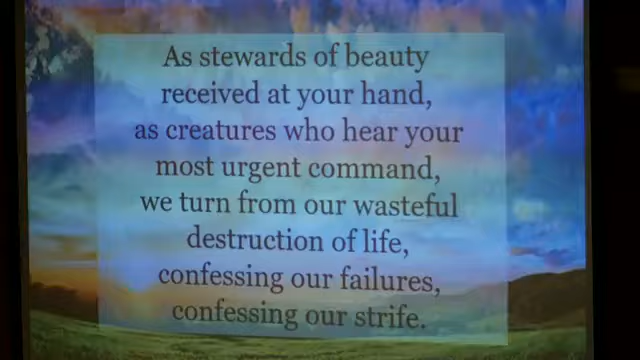 As stewards of beauty
received at your hand,
as creatures who hear your
most urgent command,
we turn from our wasteful
destruction of life,
confessing our failures,
confessing our strife.